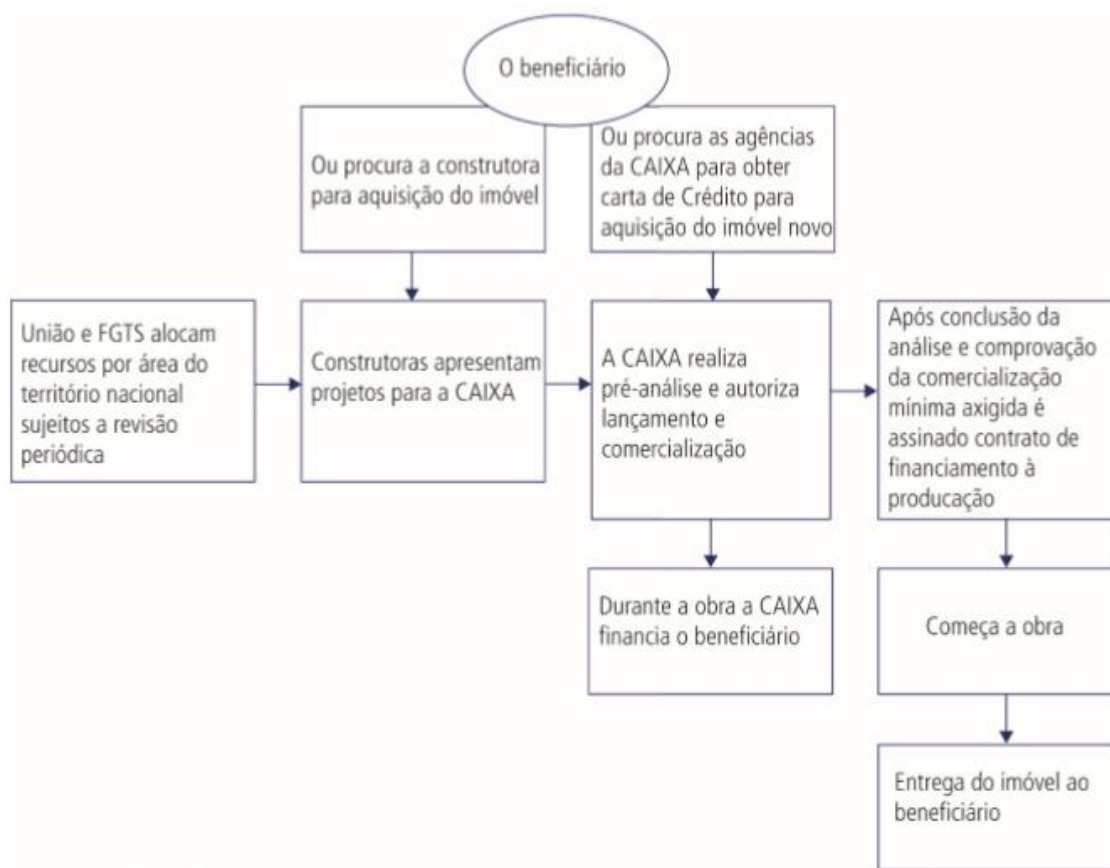 O beneficiário
Ou procura a construtora
para aquisição do imóvel
Ou procura as agências
da CAIXA para obter
carta de Crédito para
aquisição do imóvel novo
União e FGTS alocam
recursos por área do
território nacional
sujeitos a revisão
periódica
Construtoras apresentam
projetos para a CAIXA
A CAIXA realiza
pré-análise e autoriza
lançamento e
comercialização
Após conclusão da
análise e comprovação
da comercialização
mínima axigida é
assinado contrato de
financiamento à
producação
Durante a obra a CAIXA
financia o beneficiário
Começa a obra
Entrega do imóvel ao
beneficiário